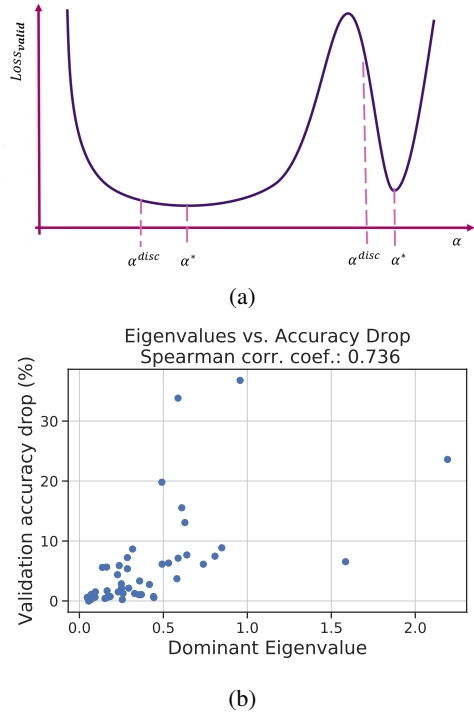 Loss_valid
α
α^disc α^* α^disc α^*
(a)
Eigenvalues vs. Accuracy Drop
Spearman corr. coef.: 0.736
Validation accuracy drop (%)
30
20
10
0
0.0 0.5 1.0 1.5 2.0
Dominant Eigenvalue
(b)